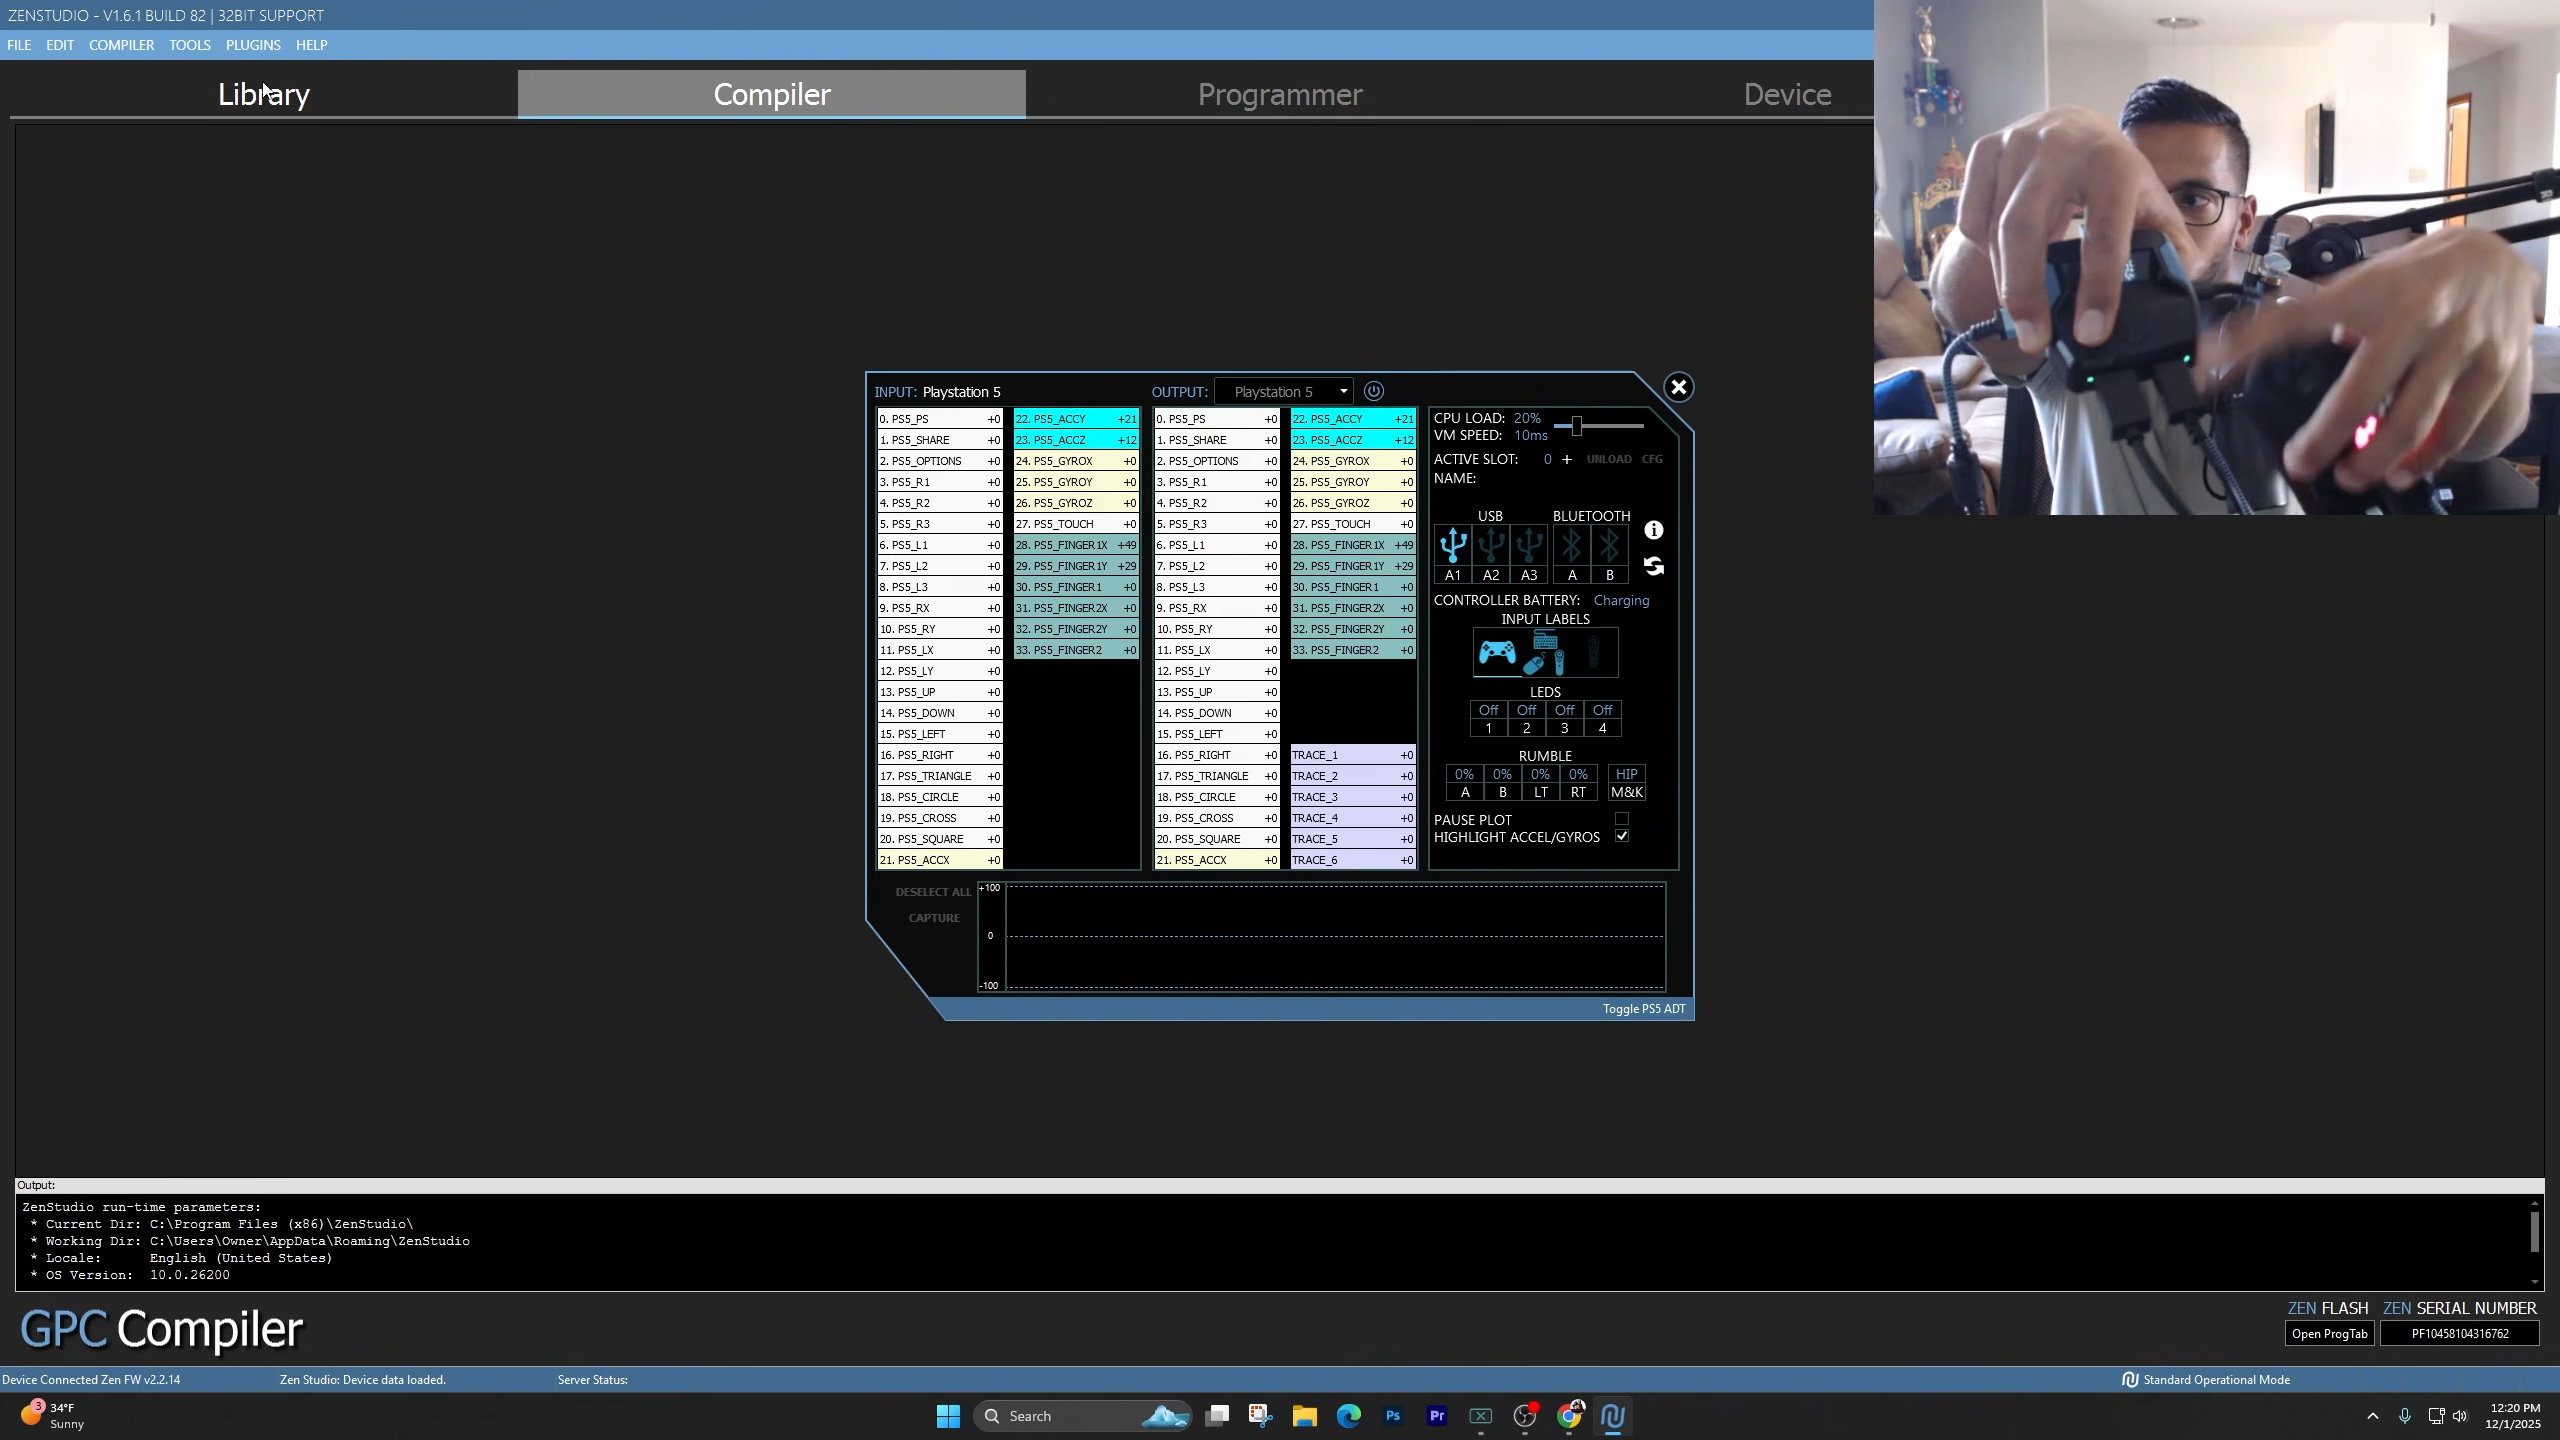 ZENSTUDIO - V1.6.1 BUILD 82 | 32BIT SUPPORT
FILE EDIT COMPILER TOOLS PLUGINS HELP
Library Compiler Programmer Device
INPUT: Playstation 5 OUTPUT: Playstation 5
0. PS5_PS +0
1. PS5_SHARE +0
2. PS5_OPTIONS +0
3. PS5_R1 +0
4. PS5_R2 +0
5. PS5_R3 +0
6. PS5_L1 +0
7. PS5_L2 +0
8. PS5_L3 +0
9. PS5_RX +0
10. PS5_RY +0
11. PS5_LX +0
12. PS5_LY +0
13. PS5_UP +0
14. PS5_DOWN +0
15. PS5_LEFT +0
16. PS5_RIGHT +0
17. PS5_TRIANGLE +0
18. PS5_CIRCLE +0
19. PS5_CROSS +0
20. PS5_SQUARE +0
21. PS5_ACCX +0
22. PS5_ACCY +21
23. PS5_ACCZ +12
24. PS5_GYROX +0
25. PS5_GYROY +0
26. PS5_GYROZ +0
27. PS5_TOUCH +0
28. PS5_FINGER1X +49
29. PS5_FINGER1Y +29
30. PS5_FINGER1 +0
31. PS5_FINGER2X +0
32. PS5_FINGER2Y +0
33. PS5_FINGER2 +0
0. PS5_PS +0
1. PS5_SHARE +0
2. PS5_OPTIONS +0
3. PS5_R1 +0
4. PS5_R2 +0
5. PS5_R3 +0
6. PS5_L1 +0
7. PS5_L2 +0
8. PS5_L3 +0
9. PS5_RX +0
10. PS5_RY +0
11. PS5_LX +0
12. PS5_LY +0
13. PS5_UP +0
14. PS5_DOWN +0
15. PS5_LEFT +0
16. PS5_RIGHT +0
17. PS5_TRIANGLE +0
18. PS5_CIRCLE +0
19. PS5_CROSS +0
20. PS5_SQUARE +0
21. PS5_ACCX +0
22. PS5_ACCY +21
23. PS5_ACCZ +12
24. PS5_GYROX +0
25. PS5_GYROY +0
26. PS5_GYROZ +0
27. PS5_TOUCH +0
28. PS5_FINGER1X +49
29. PS5_FINGER1Y +29
30. PS5_FINGER1 +0
31. PS5_FINGER2X +0
32. PS5_FINGER2Y +0
33. PS5_FINGER2 +0
TRACE_1 +0
TRACE_2 +0
TRACE_3 +0
TRACE_4 +0
TRACE_5 +0
TRACE_6 +0
CPU LOAD: 20%
VM SPEED: 10ms
ACTIVE SLOT: 0 + UNLOAD CFG
NAME:
USB BLUETOOTH
A1 A2 A3 A B
CONTROLLER BATTERY: Charging
INPUT LABELS
LEDS
Off Off Off Off
1 2 3 4
RUMBLE
0% 0% 0% 0% HIP
A B LT RT M&K
PAUSE PLOT
HIGHLIGHT ACCEL/GYROS
DESELECT ALL
CAPTURE
+100
0
-100
Toggle PS5 ADT
Output:
ZenStudio run-time parameters:
* Current Dir: C:\Program Files (x86)\ZenStudio\
* Working Dir: C:\Users\Owner\AppData\Roaming\ZenStudio
* Locale: English (United States)
* OS Version: 10.0.26200
GPC Compiler
ZEN FLASH ZEN SERIAL NUMBER
Open ProgTab PF10458104316762
Device Connected Zen FW v2.2.14 Zen Studio: Device data loaded. Server Status: Standard Operational Mode
3 34°F
Sunny
Search
Ps Pr
12:20 PM
12/1/2025